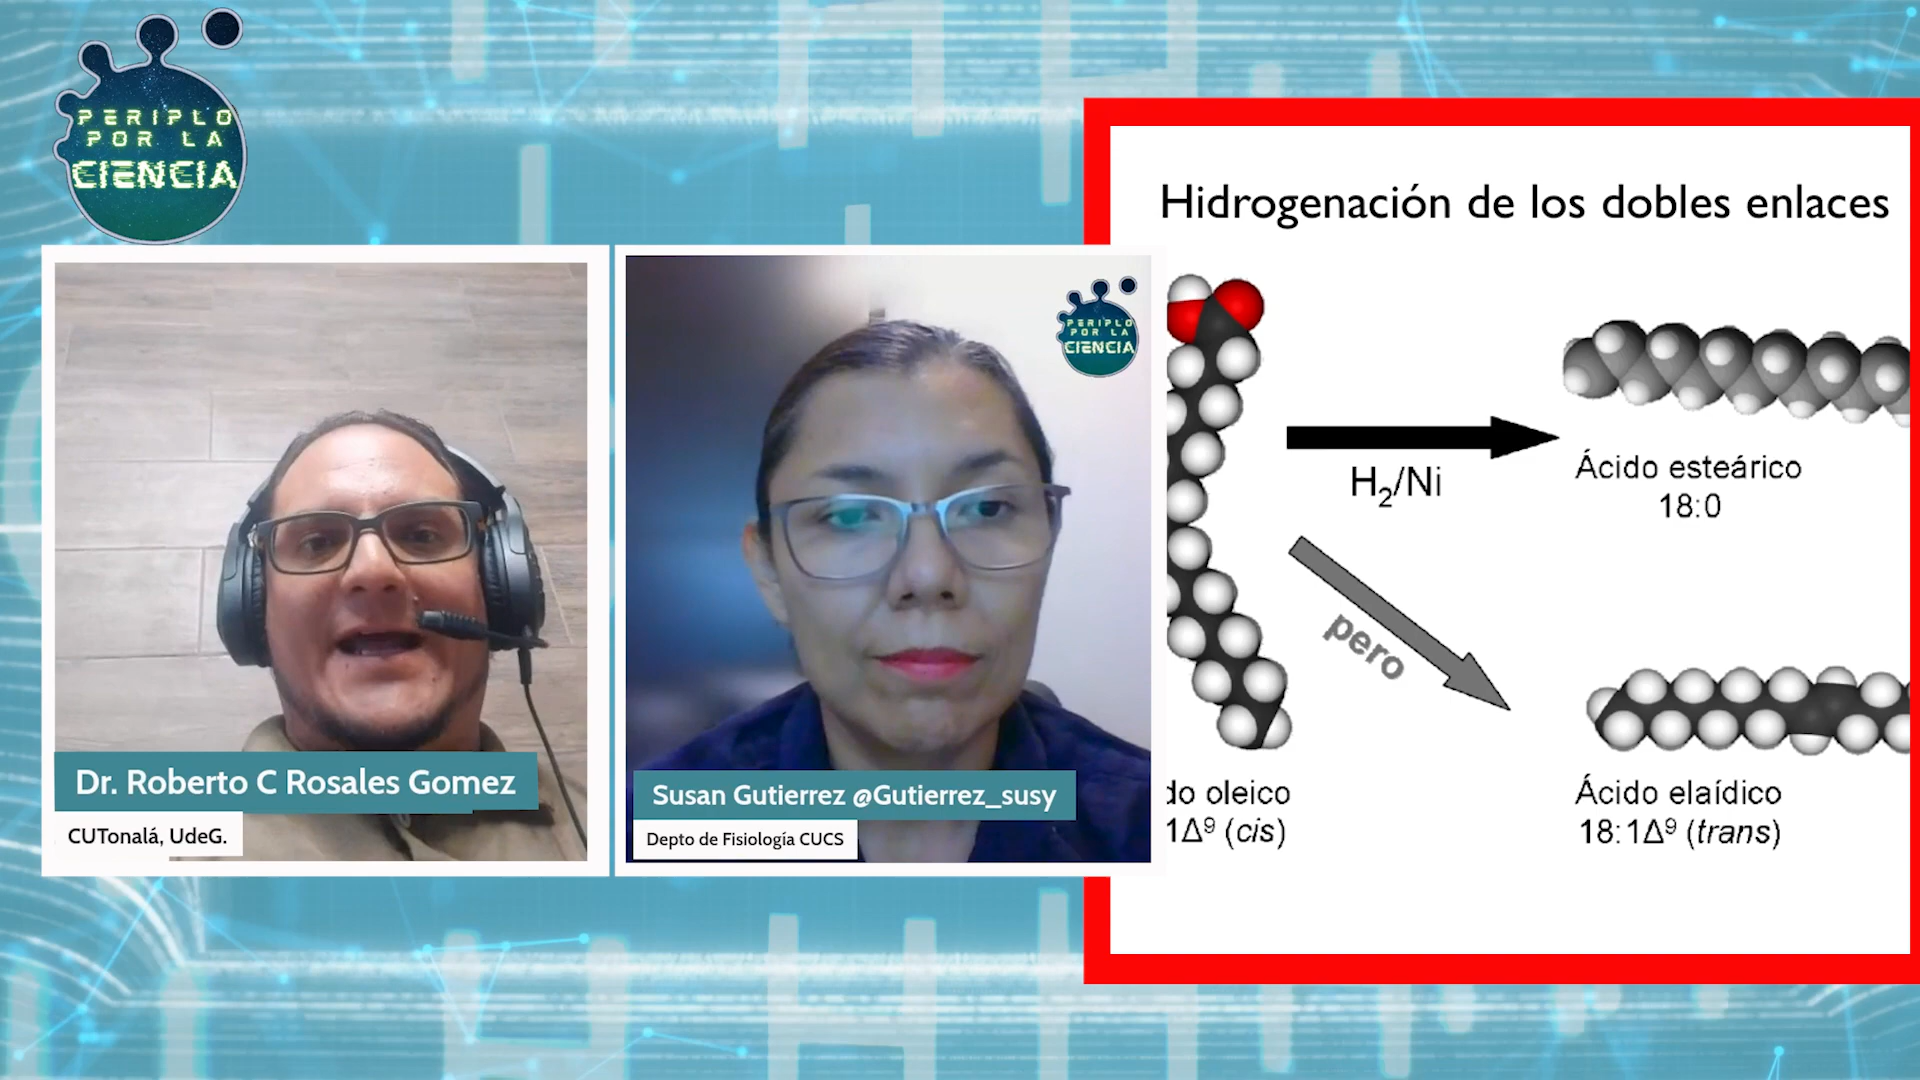 PERIPLO
POR LA
CIENCIA
PERIPLO
POR LA
CIENCIA
Dr. Roberto C Rosales Gomez
CUTonalá, UdeG.
Susan Gutierrez @Gutierrez_susy
Depto de Fisiología CUCS
Hidrogenación de los dobles enlaces
H₂/Ni
Ácido esteárico
18:0
pero
do oleico
1Δ⁹ (cis)
Ácido elaídico
18:1Δ⁹ (trans)